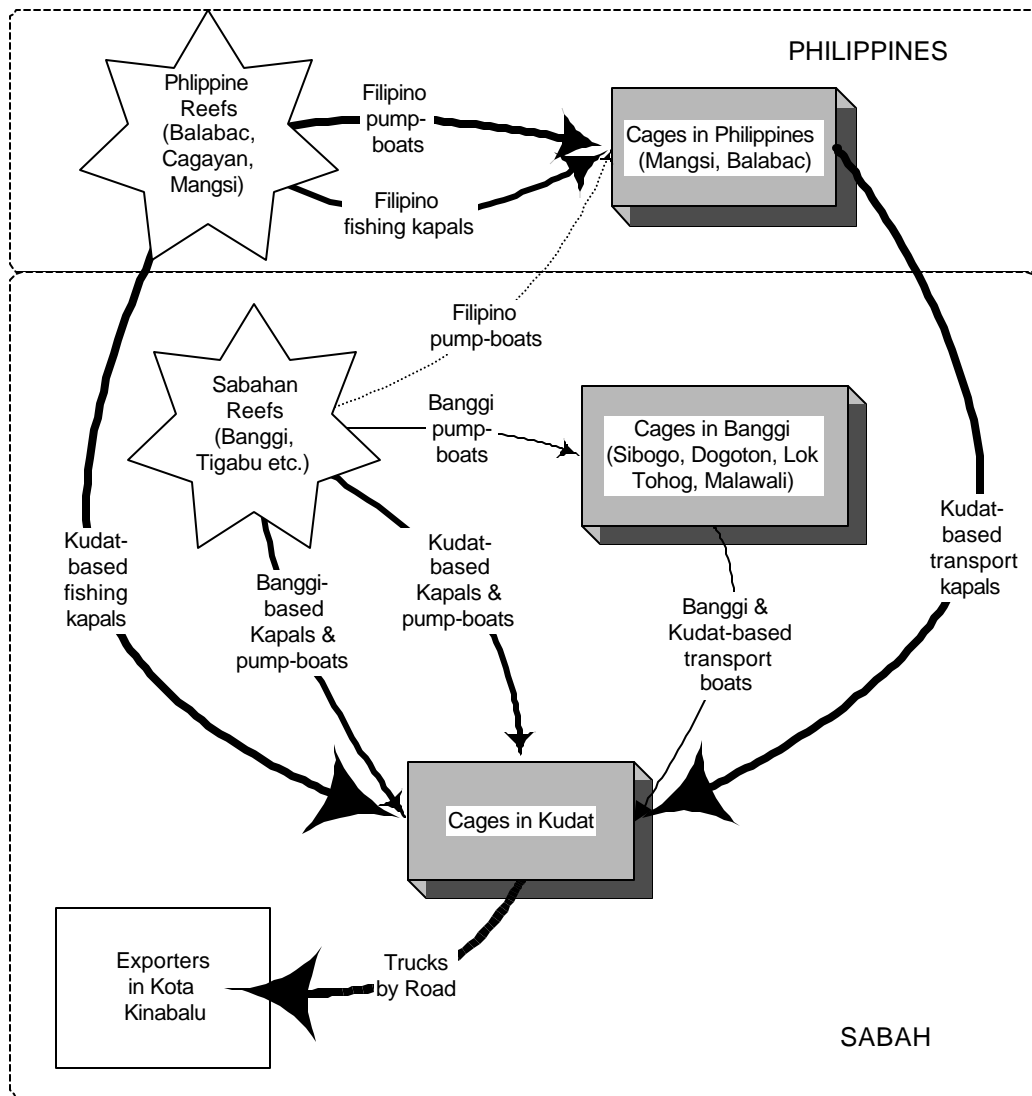 PHILIPPINES
Phlippine
Reefs
(Balabac,
Cagayan,
Mangsi)
Filipino
pump-
boats
Filipino
fishing kapals
Cages in Philippines
(Mangsi, Balabac)
Filipino
pump-boats
Sabahan
Reefs
(Banggi,
Tigabu etc.)
Banggi
pump-
boats
Cages in Banggi
(Sibogo, Dogoton, Lok
Tohog, Malawali)
Kudat-
based
fishing
kapals
Banggi-
based
Kapals &
pump-boats
Kudat-
based
Kapals &
pump-boats
Banggi &
Kudat-based
transport
boats
Kudat-
based
transport
kapals
Cages in Kudat
Exporters
in Kota
Kinabalu
Trucks
by Road
SABAH